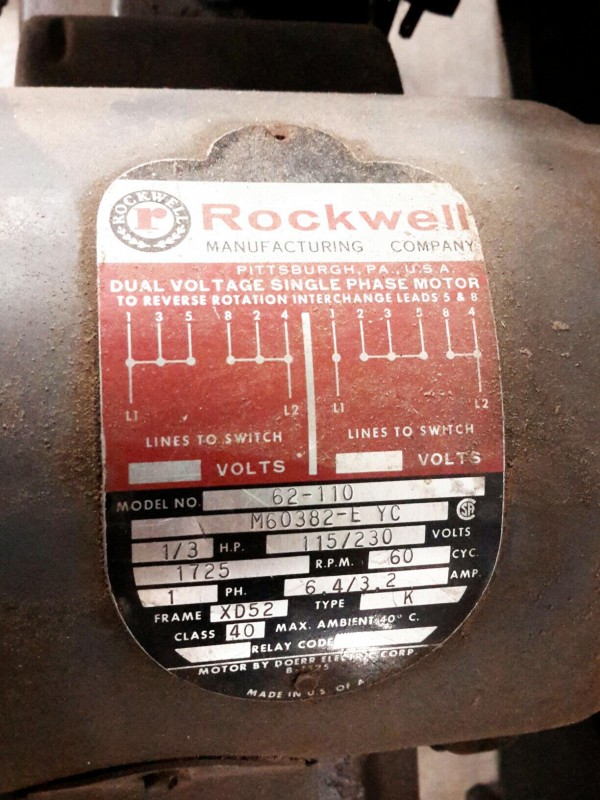 ROCKWELL
r
Rockwell
MANUFACTURING COMPANY
PITTSBURGH, PA., U.S.A.
DUAL VOLTAGE SINGLE PHASE MOTOR
TO REVERSE ROTATION INTERCHANGE LEADS 5 & 8
1 3 5 8 2 4 1 2 3 5 8 4
L1 L2 L1 L2
LINES TO SWITCH LINES TO SWITCH
VOLTS VOLTS
MODEL NO. 62-110
M60382-E YC
1/3 H.P. 115/230 VOLTS
1725 R.P.M. 60 CYC.
1 PH. 6.4/3.2 AMP.
FRAME XD52 TYPE K
CLASS 40 MAX. AMBIENT 40° C.
RELAY CODE
MOTOR BY DOERR ELECTRIC CORP.
MADE IN U.S. OF A